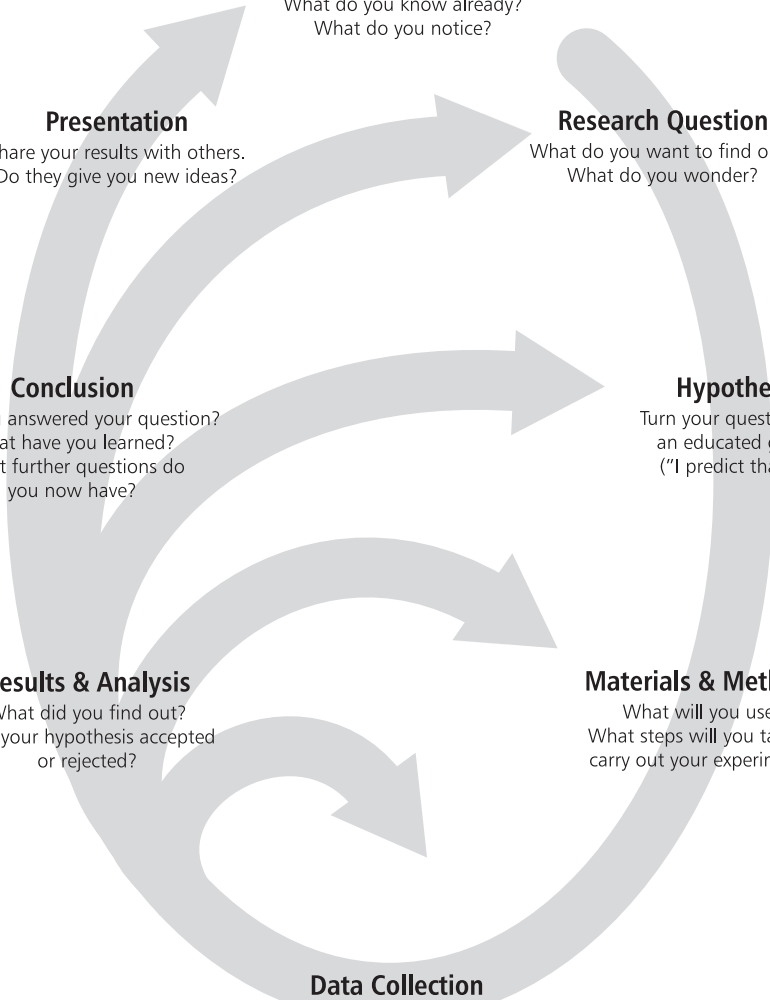 What do you know already?
What do you notice?
Presentation
hare your results with others.
Do they give you new ideas?
Research Question
What do you want to find o
What do you wonder?
Conclusion
answered your question?
at have you learned?
t further questions do
you now have?
Hypothe
Turn your quest
an educated
("I predict tha
esults & Analysis
What did you find out?
your hypothesis accepted
or rejected?
Materials & Met
What will you use
What steps will you ta
carry out your experi
Data Collection